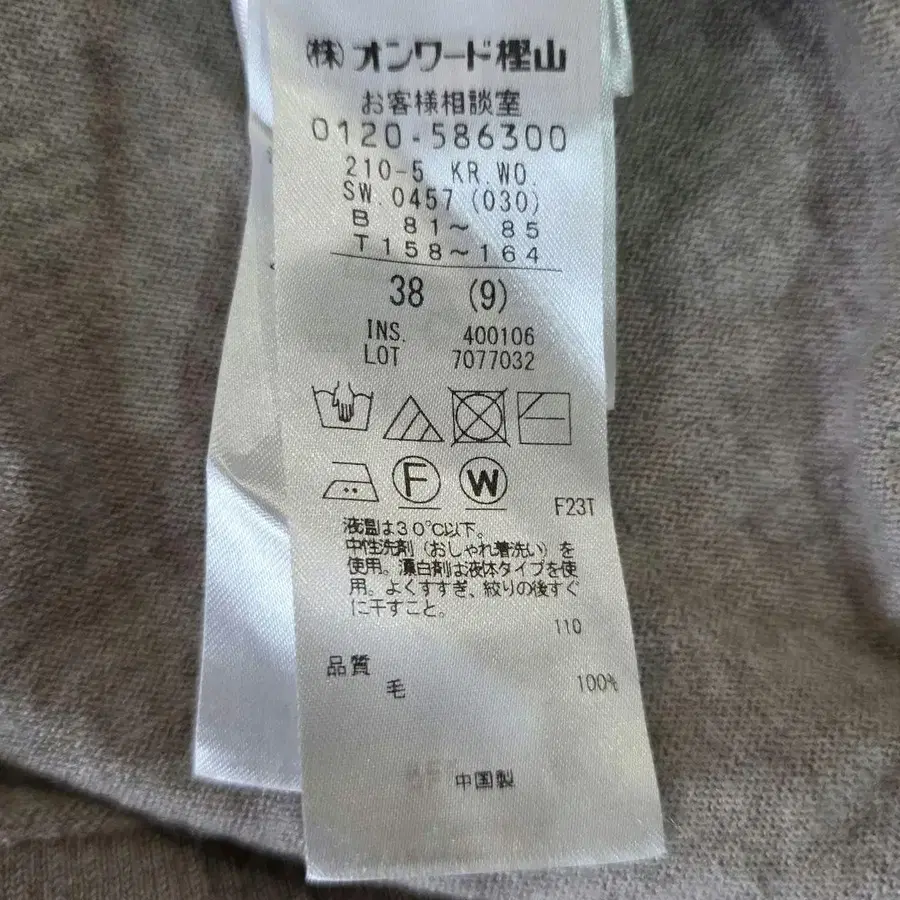 (株)オンワード樫山
お客様相談室
0120-586300
210-5 KR.WO.
SW.0457(030)
B 81～ 85
T158～164
38 (9)
INS. 400106
LOT 7077032
F
W
F23T
液温は30℃以下。
中性洗剤(おしゃれ着洗い)を
使用。漂白剤は液体タイプを使
用。よくすすぎ、絞りの後すぐ
に干すこと。
110
品質
毛 100%
中国製